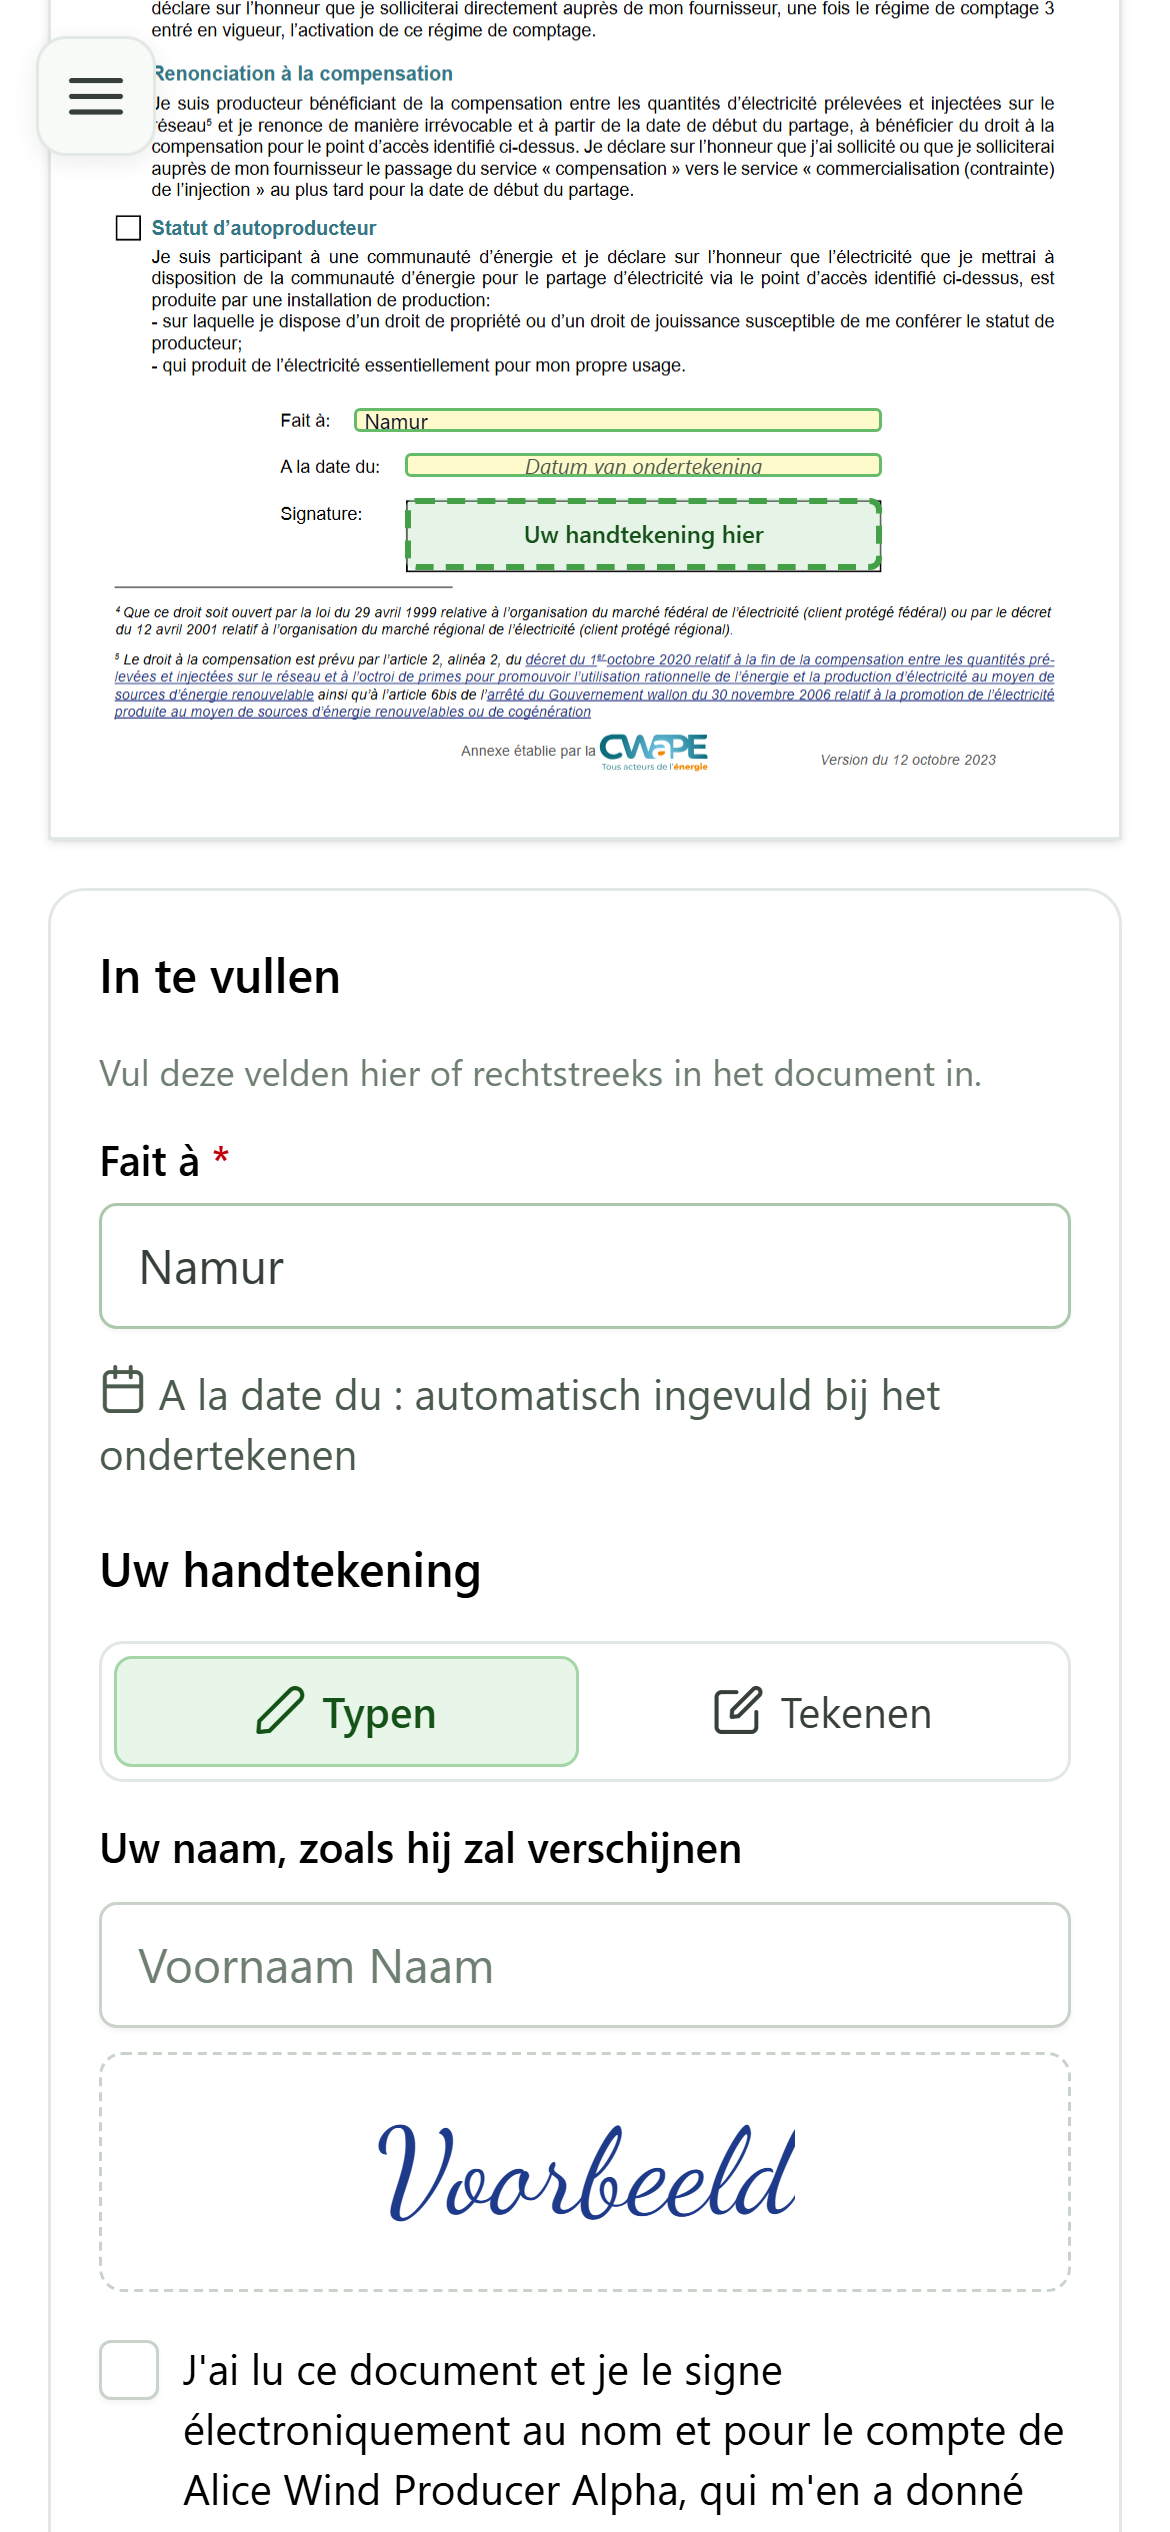 déclare sur l'honneur que je solliciterai directement auprès de mon fournisseur, une fois le régime de comptage 3
entré en vigueur, l'activation de ce régime de comptage.
Renonciation à la compensation
Je suis producteur bénéficiant de la compensation entre les quantités d'électricité prélevées et injectées sur le
réseau⁵ et je renonce de manière irrévocable et à partir de la date de début du partage, à bénéficier du droit à la
compensation pour le point d'accès identifié ci-dessus. Je déclare sur l'honneur que j'ai sollicité ou que je solliciterai
auprès de mon fournisseur le passage du service « compensation » vers le service « commercialisation (contrainte)
de l'injection » au plus tard pour la date de début du partage.
Statut d'autoproducteur
Je suis participant à une communauté d'énergie et je déclare sur l'honneur que l'électricité que je mettrai à
disposition de la communauté d'énergie pour le partage d'électricité via le point d'accès identifié ci-dessus, est
produite par une installation de production:
- sur laquelle je dispose d'un droit de propriété ou d'un droit de jouissance susceptible de me conférer le statut de
producteur;
- qui produit de l'électricité essentiellement pour mon propre usage.
Fait à: Namur
A la date du: Datum van ondertekening
Signature: Uw handtekening hier
⁴ Que ce droit soit ouvert par la loi du 29 avril 1999 relative à l'organisation du marché fédéral de l'électricité (client protégé fédéral) ou par le décret
du 12 avril 2001 relatif à l'organisation du marché régional de l'électricité (client protégé régional).
⁵ Le droit à la compensation est prévu par l'article 2, alinéa 2, du décret du 1er octobre 2020 relatif à la fin de la compensation entre les quantités pré-
levées et injectées sur le réseau et à l'octroi de primes pour promouvoir l'utilisation rationnelle de l'énergie et la production d'électricité au moyen de
sources d'énergie renouvelable ainsi qu'à l'article 6bis de l'arrêté du Gouvernement wallon du 30 novembre 2006 relatif à la promotion de l'électricité
produite au moyen de sources d'énergie renouvelables ou de cogénération
Annexe établie par la CWAPE
Tous acteurs de l'énergie
Version du 12 octobre 2023
In te vullen
Vul deze velden hier of rechtstreeks in het document in.
Fait à *
Namur
A la date du : automatisch ingevuld bij het
ondertekenen
Uw handtekening
Typen
Tekenen
Uw naam, zoals hij zal verschijnen
Voornaam Naam
Voorbeeld
J'ai lu ce document et je le signe
électroniquement au nom et pour le compte de
Alice Wind Producer Alpha, qui m'en a donné